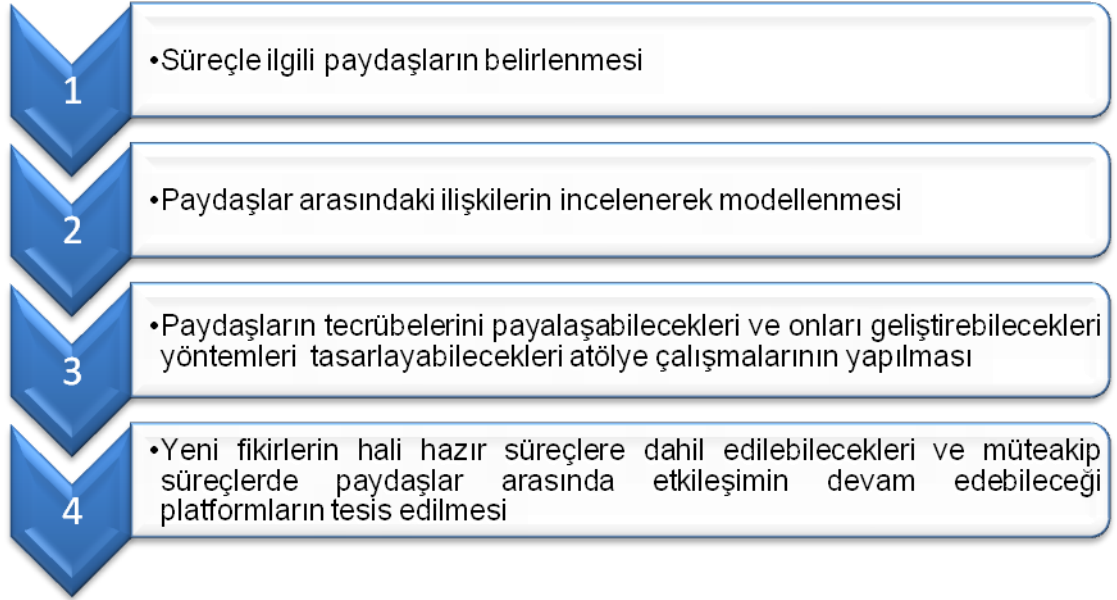 1
•Süreçle ilgili paydaşların belirlenmesi
2
•Paydaşlar arasındaki ilişkilerin incelenerek modellenmesi
3
•Paydaşların tecrübelerini payalaşabilecekleri ve onları geliştirebilecekleri
yöntemleri tasarlayabilecekleri atölye çalışmalarının yapılması
4
•Yeni fikirlerin hali hazır süreçlere dahil edilebilecekleri ve müteakip
süreçlerde paydaşlar arasında etkileşimin devam edebileceği
platformların tesis edilmesi